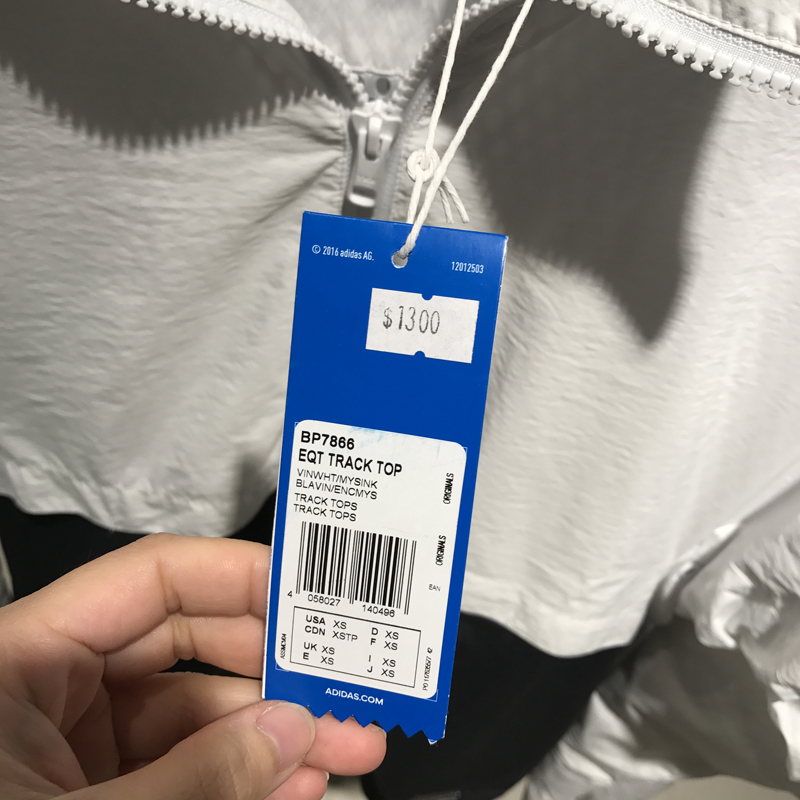 © 2016 adidas AG.
12012503
$1300
BP7866
EQT TRACK TOP
VINWHT/MYSINK
BLAVIN/ENCMYS
TRACK TOPS
TRACK TOPS
ORIGINALS
ORIGINALS
EAN
4 058027 140496
USA XS D XS
CDN XSTP F XS
UK XS I XS
E XS J XS
ADIDAS.COM